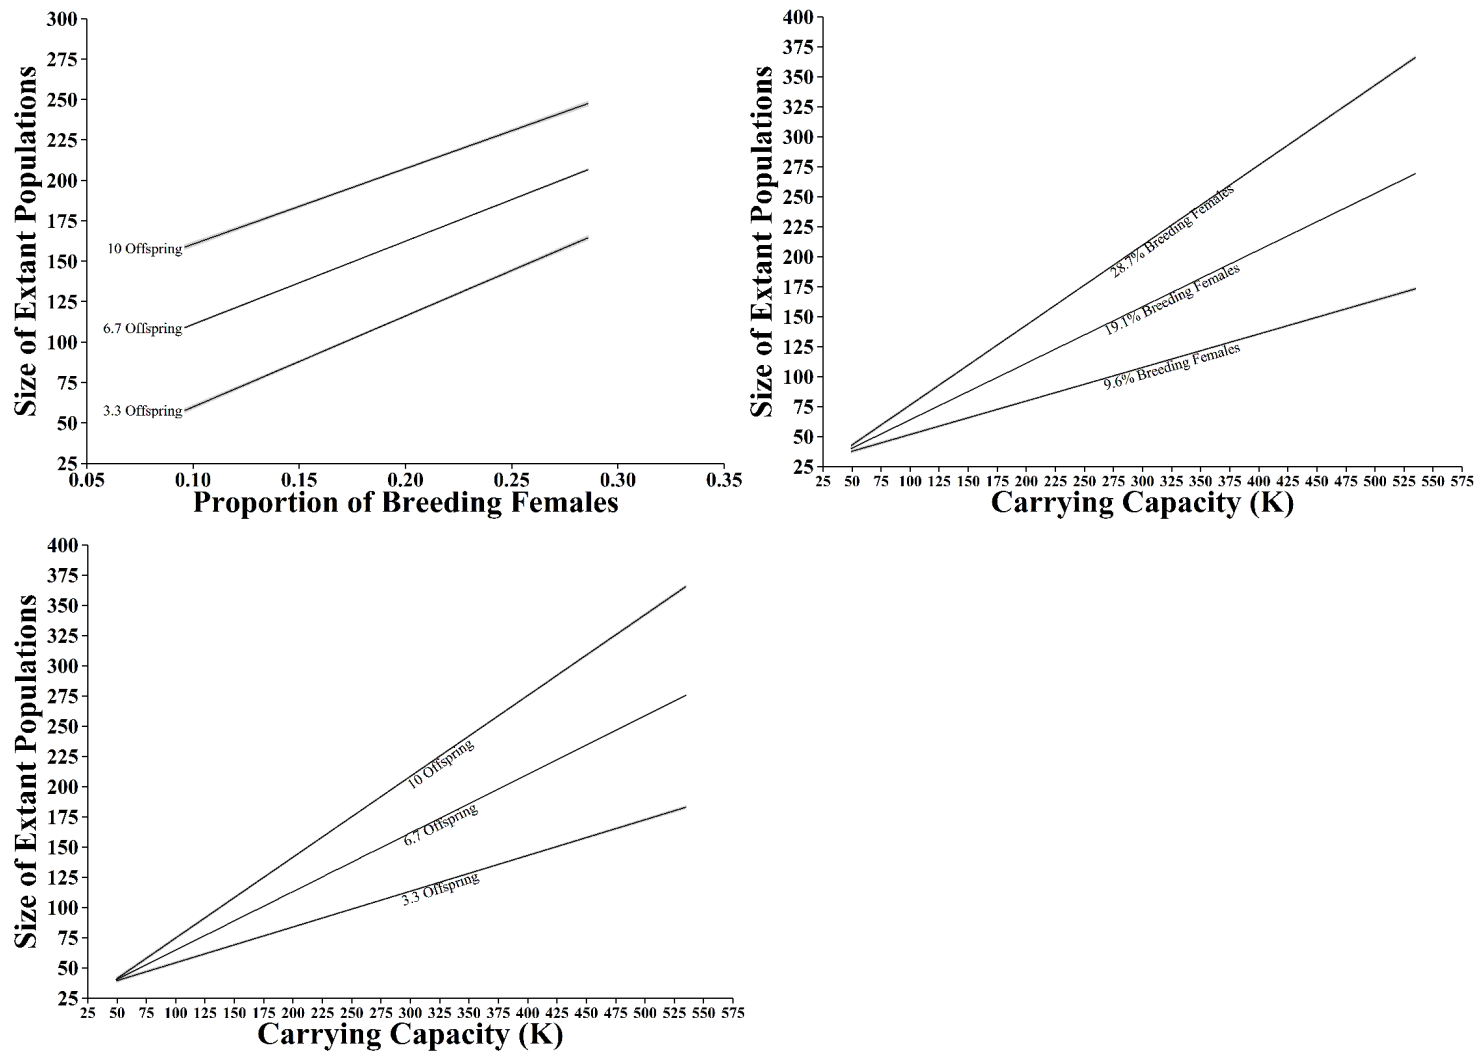 Size of Extant Populations
300
275
250
225
200
175
150
125
100
75
50
25
10 Offspring
6.7 Offspring
3.3 Offspring
0.05 0.10 0.15 0.20 0.25 0.30 0.35
Proportion of Breeding Females
Size of Extant Populations
400
375
350
325
300
275
250
225
200
175
150
125
100
75
50
25
28.7% Breeding Females
19.1% Breeding Females
9.6% Breeding Females
25 50 75 100 125 150 175 200 225 250 275 300 325 350 375 400 425 450 475 500 525 550 575
Carrying Capacity (K)
Size of Extant Populations
400
375
350
325
300
275
250
225
200
175
150
125
100
75
50
25
10 Offspring
6.7 Offspring
3.3 Offspring
25 50 75 100 125 150 175 200 225 250 275 300 325 350 375 400 425 450 475 500 525 550 575
Carrying Capacity (K)